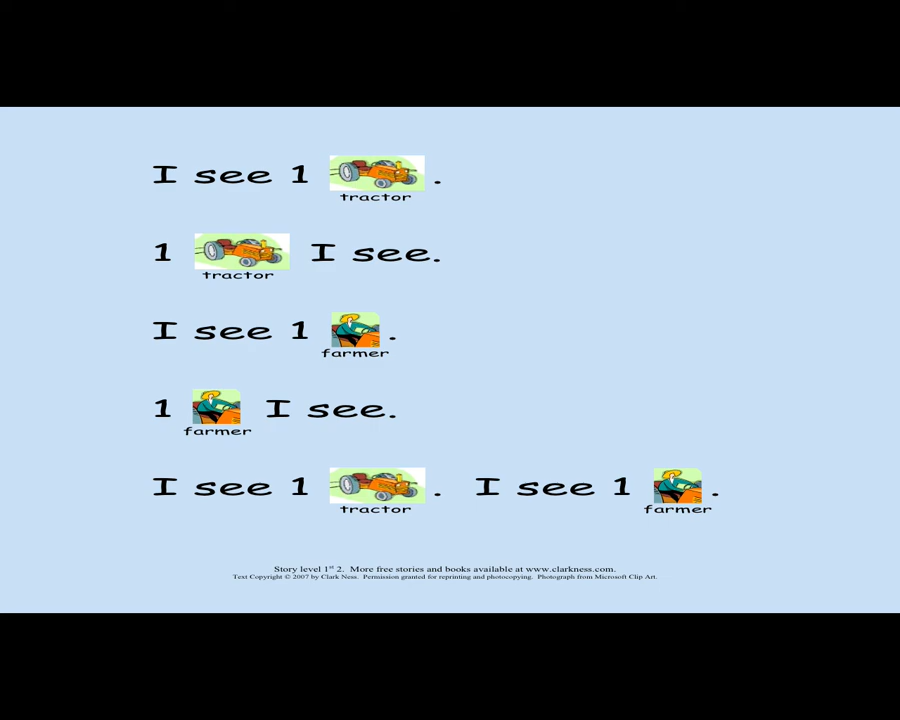 I see 1 tractor.
1 tractor I see.
I see 1 farmer.
1 farmer I see.
I see 1 tractor. I see 1 farmer.
Story level 1st 2. More free stories and books available at www.clarkness.com.
Text Copyright © 2007 by Clark Ness. Permission granted for reprinting and photocopying. Photograph from Microsoft Clip Art.